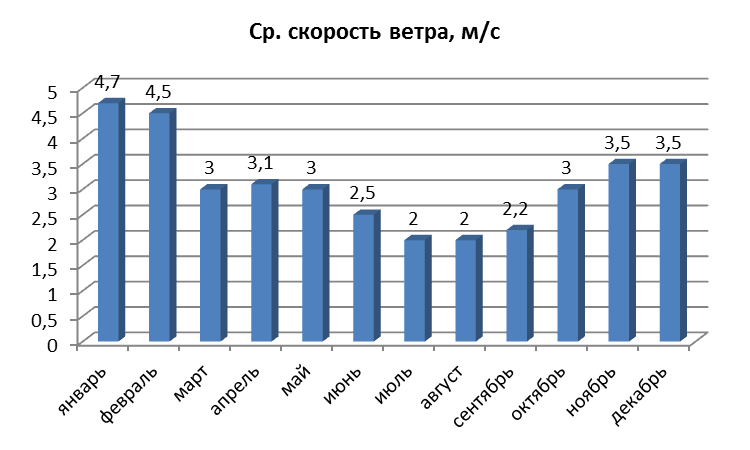 Ср. скорость ветра, м/с
5
4,5
4
3,5
3
2,5
2
1,5
1
0,5
0
4,7
4,5
3
3,1
3
2,5
2
2
2,2
3
3,5
3,5
январь
февраль
март
апрель
май
июнь
июль
август
сентябрь
октябрь
ноябрь
декабрь